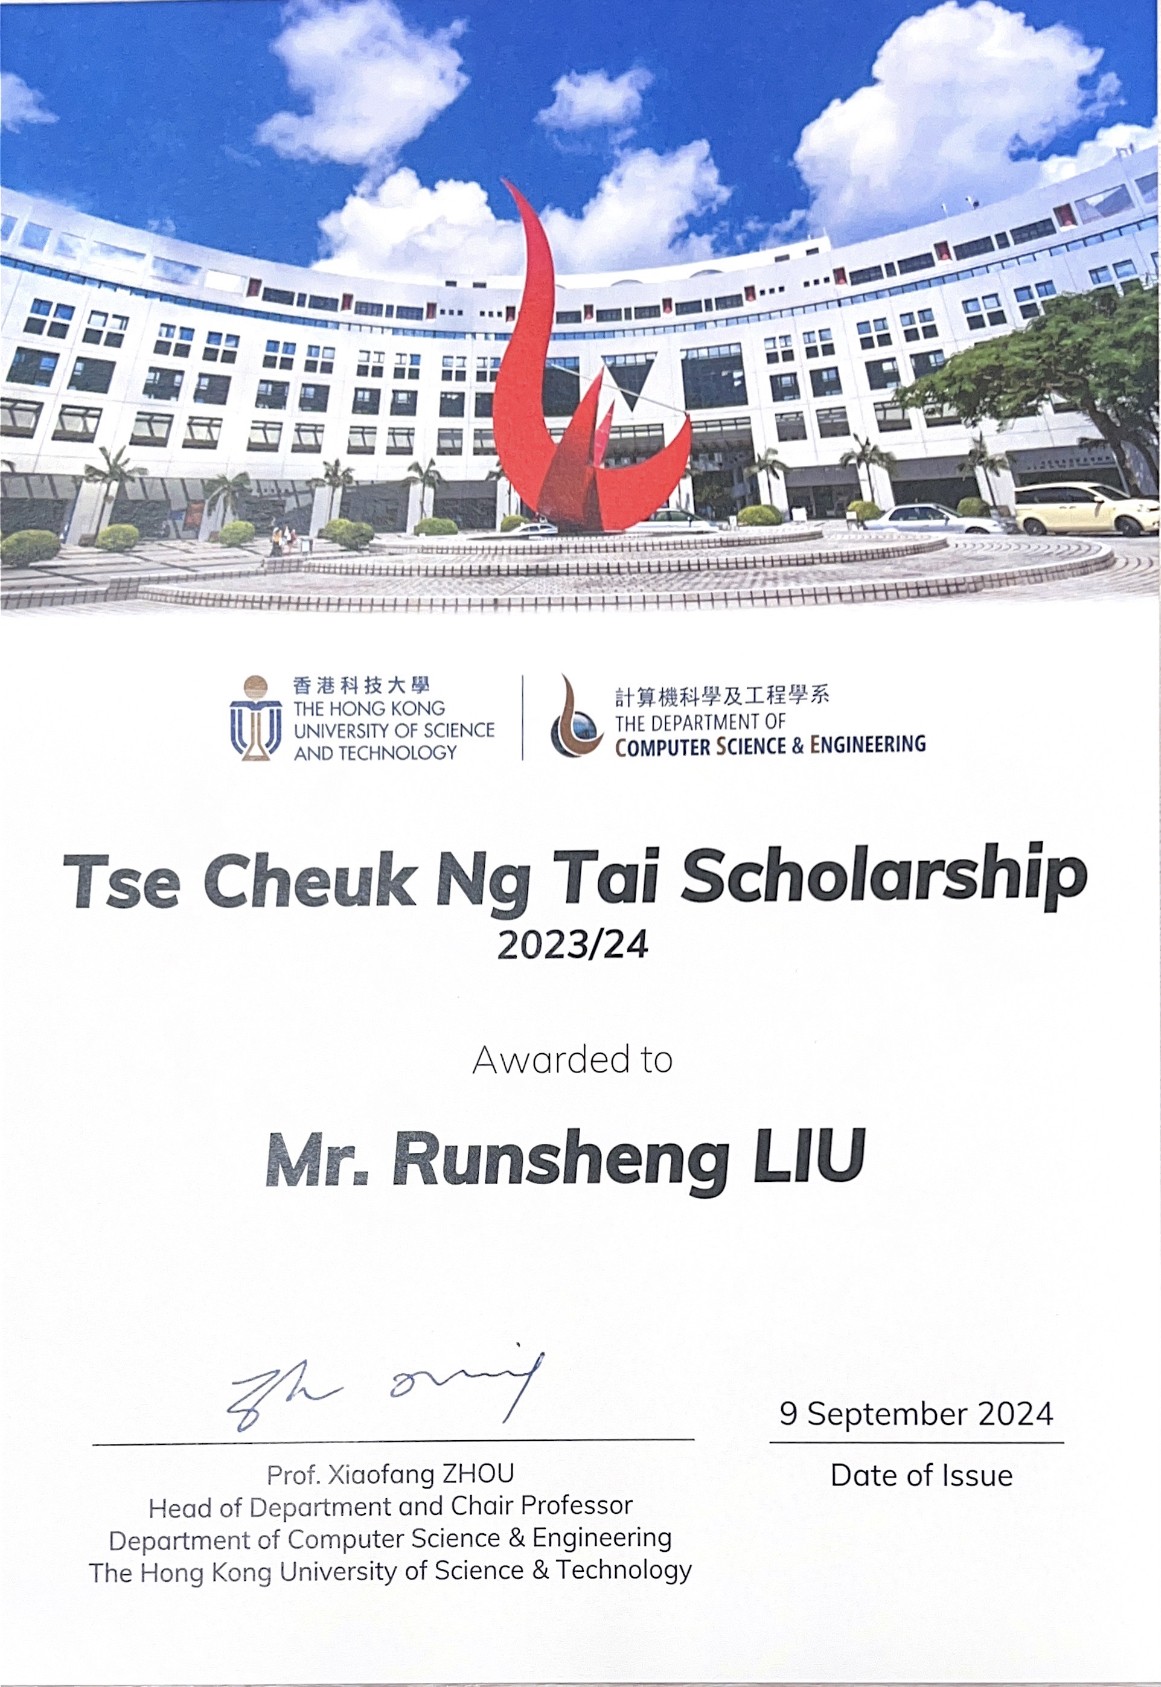 香港科技大學
THE HONG KONG
UNIVERSITY OF SCIENCE
AND TECHNOLOGY
計算機科學及工程學系
THE DEPARTMENT OF
COMPUTER SCIENCE & ENGINEERING
Tse Cheuk Ng Tai Scholarship
2023/24
Awarded to
Mr. Runsheng LIU
9 September 2024
Prof. Xiaofang ZHOU
Date of Issue
Head of Department and Chair Professor
Department of Computer Science & Engineering
The Hong Kong University of Science & Technology